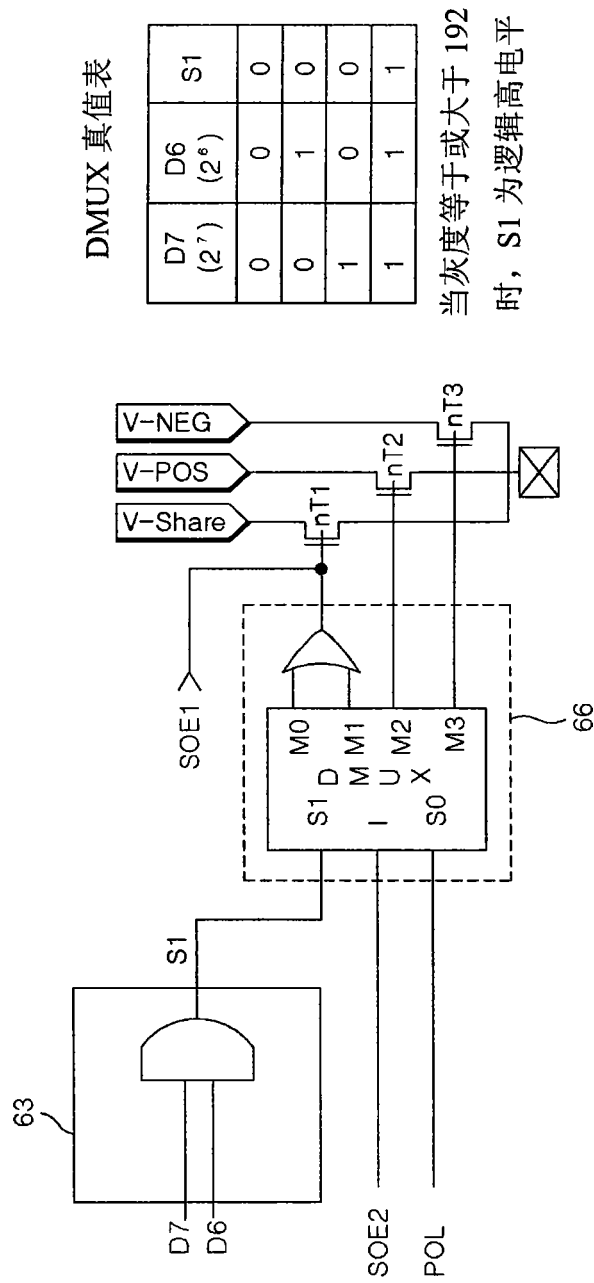 63
D7
D6
S1
SOE2
POL
S1
I
S0
D
M
U
X
M0
M1
M2
M3
66
SOE1
V-Share
V-POS
V-NEG
nT1
nT2
nT3
DMUX 真值表
D7 (2⁷) D6 (2⁶) S1
0 0 0
0 1 0
1 0 0
1 1 1
当灰度等于或大于 192
时，S1 为逻辑高电平